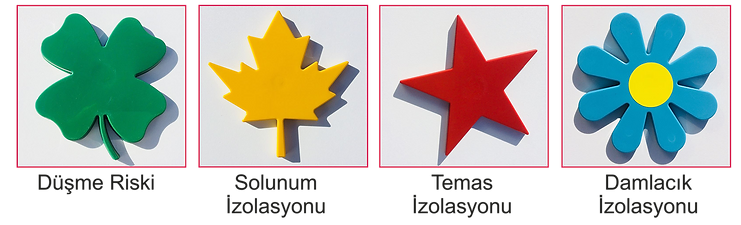 Düşme Riski
Solunum
İzolasyonu
Temas
İzolasyonu
Damlacık
İzolasyonu